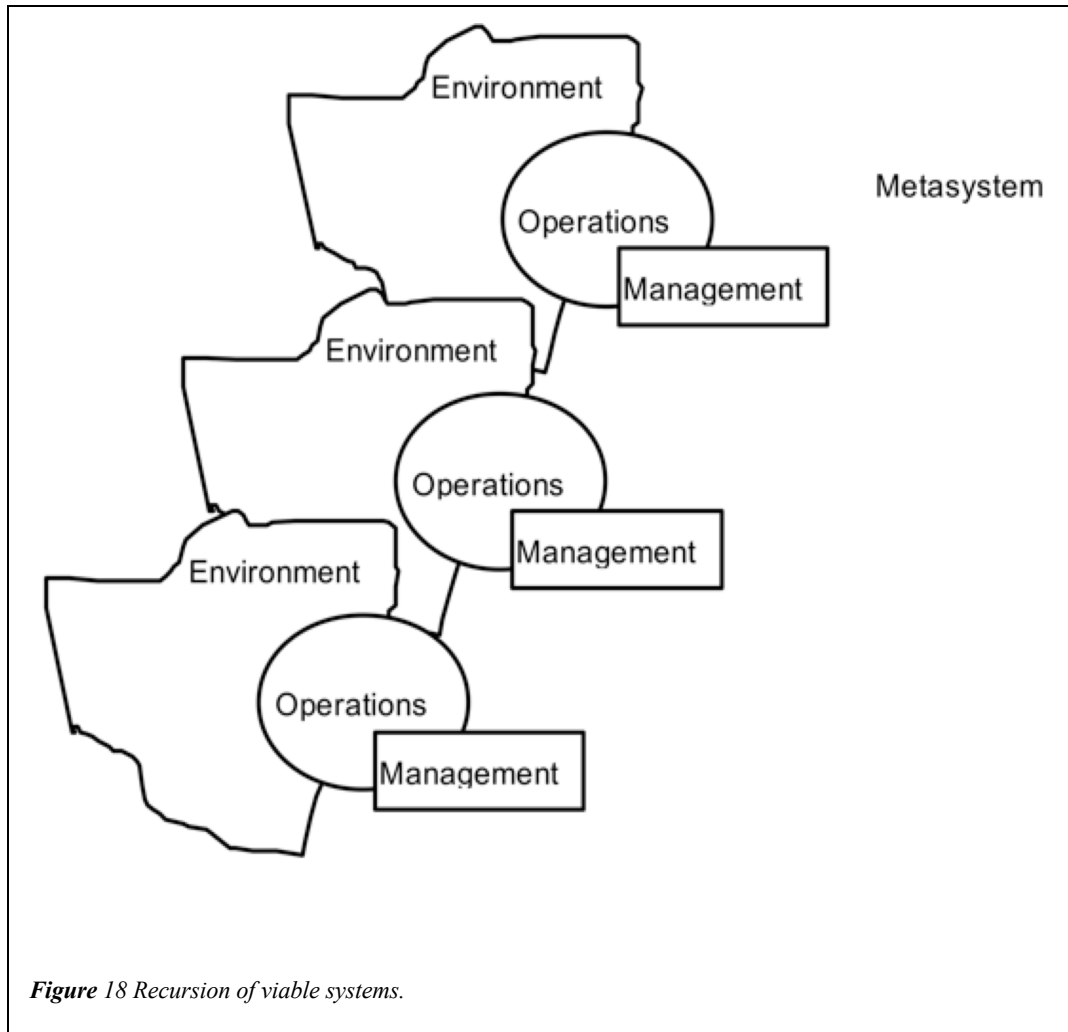 Environment
Metasystem
Operations
Management
Environment
Operations
Management
Environment
Operations
Management
Figure 18 Recursion of viable systems.